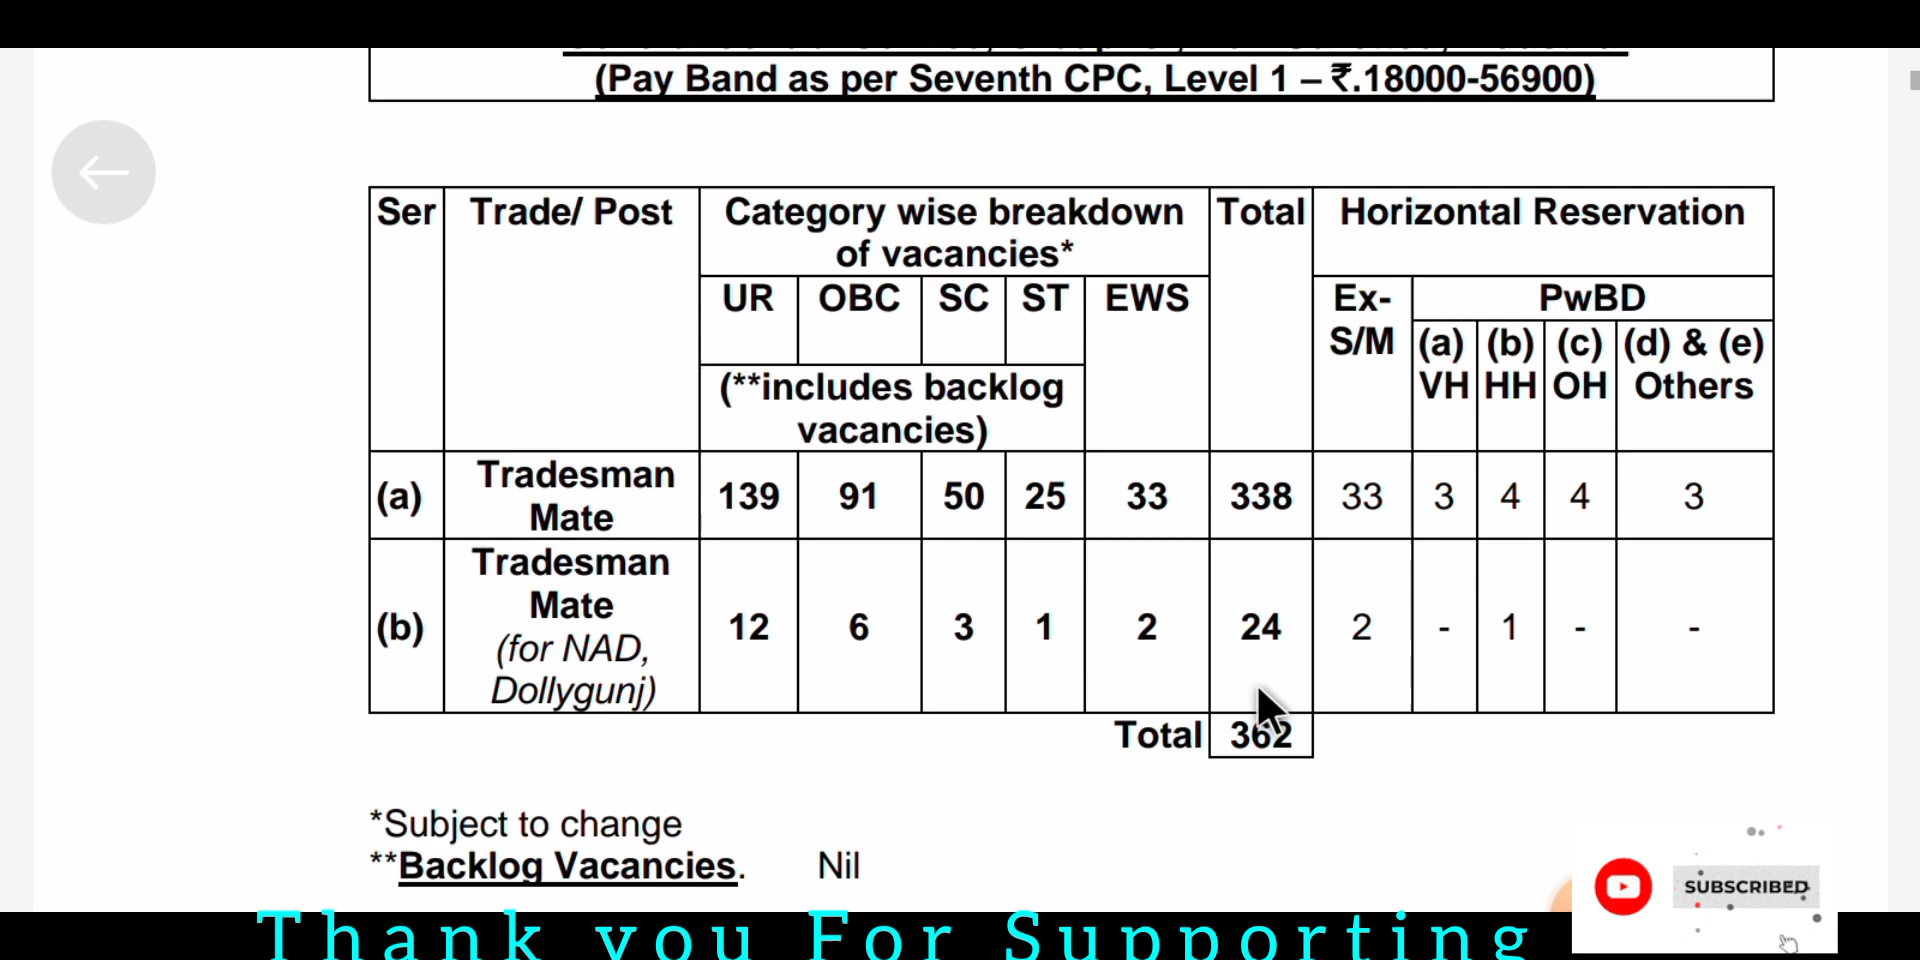 (Pay Band as per Seventh CPC, Level 1 – ₹.18000-56900)
Ser Trade/ Post Category wise breakdown of vacancies* Total Horizontal Reservation
UR OBC SC ST EWS Ex-S/M PwBD
(a) VH (b) HH (c) OH (d) & (e) Others
(**includes backlog
vacancies)
(a) Tradesman Mate 139 91 50 25 33 338 33 3 4 4 3
(b) Tradesman Mate (for NAD, Dollygunj) 12 6 3 1 2 24 2 - 1 - -
Total 362
*Subject to change
**Backlog Vacancies. Nil
SUBSCRIBED
Thank you For Supporting